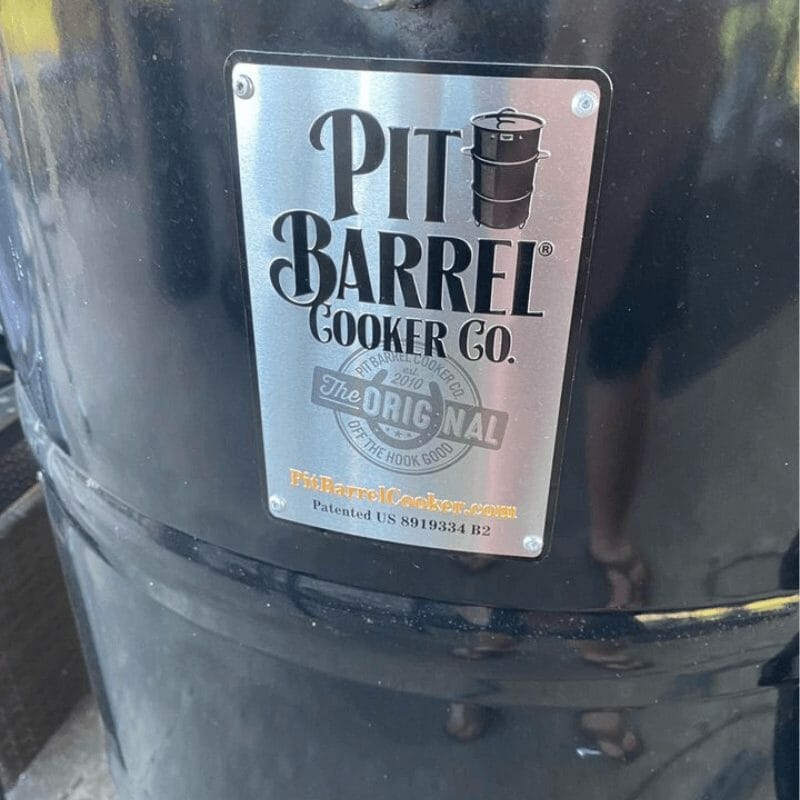 PIT
BARREL®
COOKER CO.
PIT BARREL COOKER CO.
est.
2010
The ORIGINAL
OFF THE HOOK GOOD
PitBarrelCooker.com
Patented US 8919334 B2